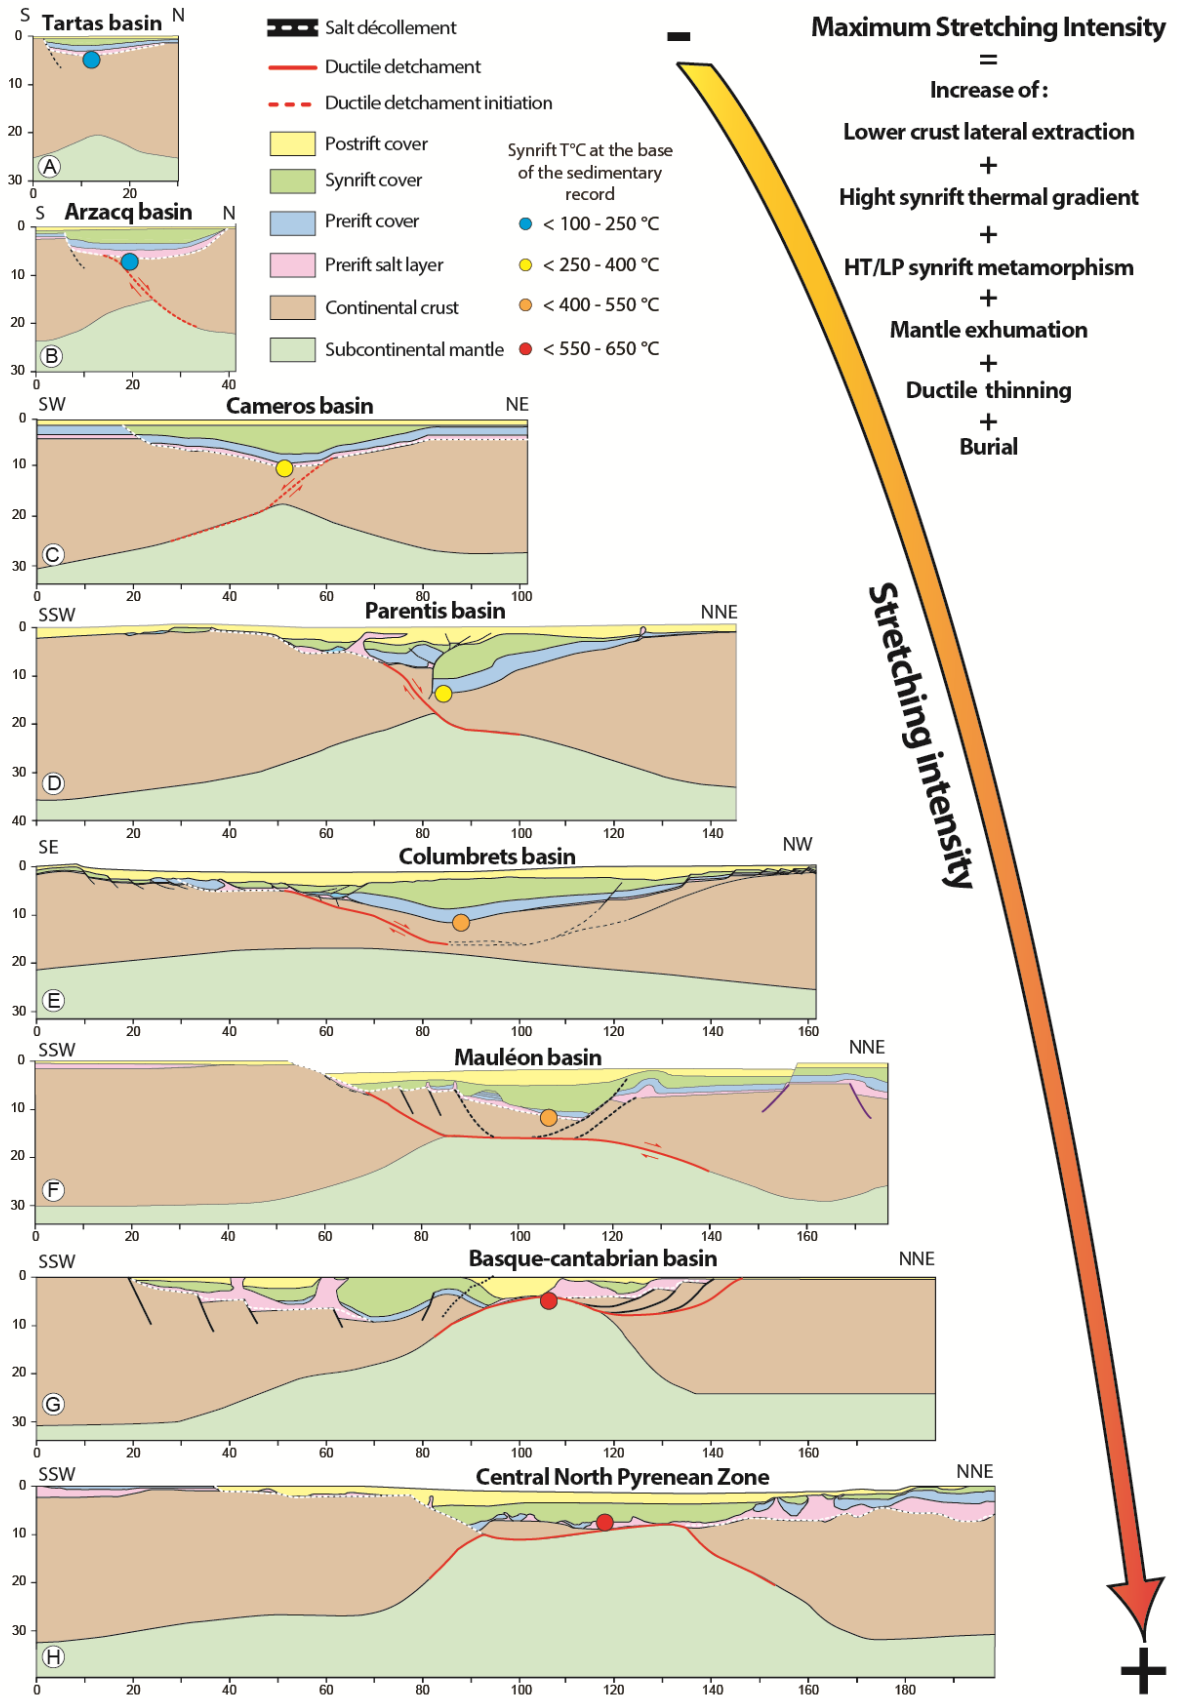 S
Tartas basin
N
0
10
20
30
A
0
20
S
Arzacq basin
N
0
10
20
30
B
0
20
40
Salt décollement
Ductile detchament
Ductile detchament initiation
Postrift cover
Synrift cover
Prerift cover
Prerift salt layer
Continental crust
Subcontinental mantle
Synrift T°C at the base
of the sedimentary
record
< 100 - 250 °C
< 250 - 400 °C
< 400 - 550 °C
< 550 - 650 °C
-
Maximum Stretching Intensity
=
Increase of :
Lower crust lateral extraction
+
Hight synrift thermal gradient
+
HT/LP synrift metamorphism
+
Mantle exhumation
+
Ductile thinning
+
Burial
Stretching intensity
+
SW
Cameros basin
NE
0
10
20
30
C
0
20
40
60
80
100
SSW
Parentis basin
NNE
0
10
20
30
40
D
0
20
40
60
80
100
120
140
SE
Columbrets basin
NW
0
10
20
30
E
0
20
40
60
80
100
120
140
160
SSW
Mauléon basin
NNE
0
10
20
30
F
0
20
40
60
80
100
120
140
160
SSW
Basque-cantabrian basin
NNE
0
10
20
30
G
0
20
40
60
80
100
120
140
160
SSW
Central North Pyrenean Zone
NNE
0
10
20
30
H
0
20
40
60
80
100
120
140
160
180